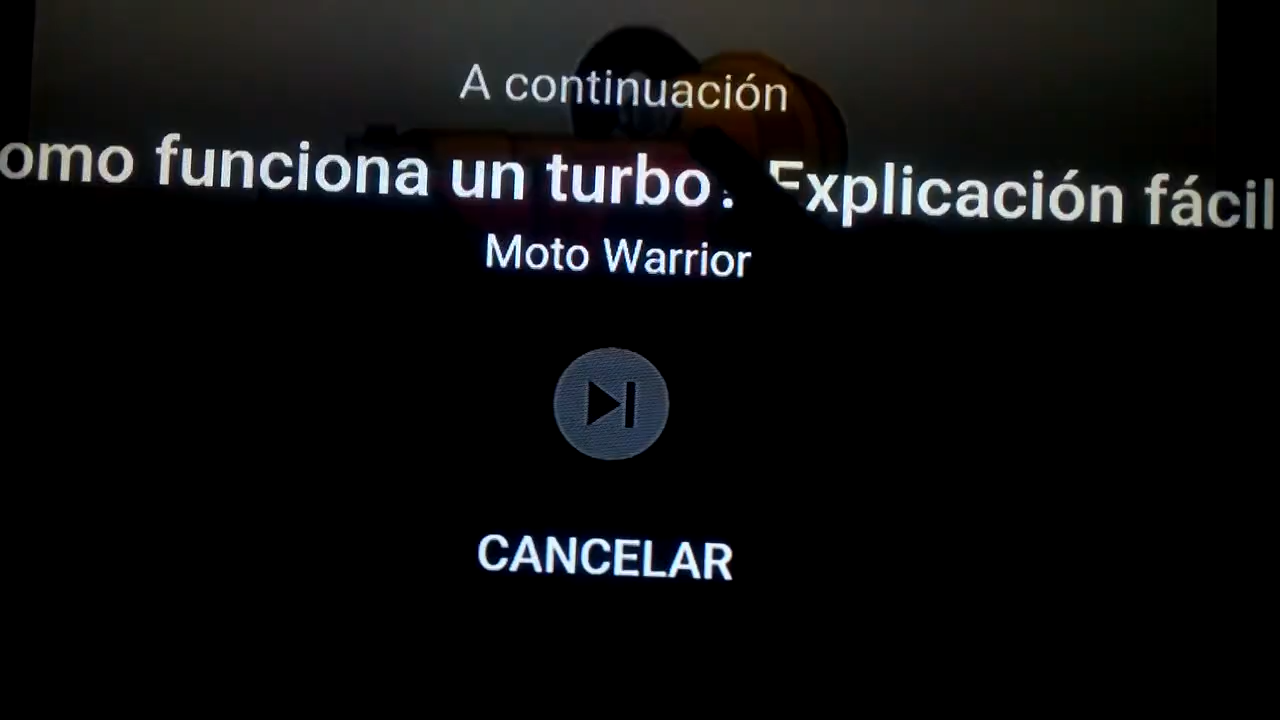 A continuación
omo funciona un turbo? Explicación fácil
Moto Warrior
CANCELAR